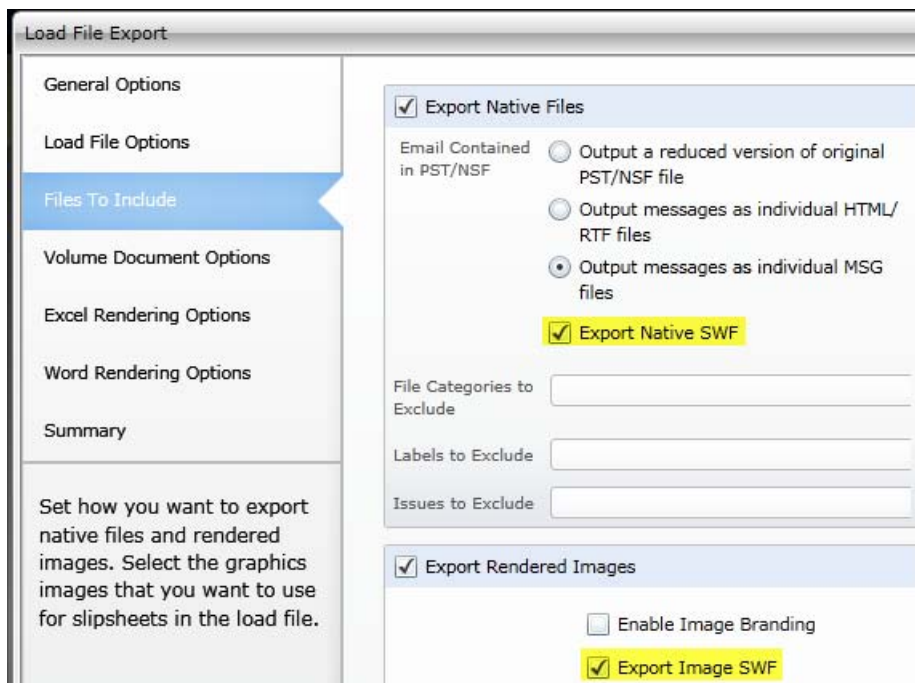 Load File Export
General Options
Load File Options
Files To Include
Volume Document Options
Excel Rendering Options
Word Rendering Options
Summary
Set how you want to export
native files and rendered
images. Select the graphics
images that you want to use
for slipsheets in the load file.
Export Native Files
Email Contained
in PST/NSF
Output a reduced version of original
PST/NSF file
Output messages as individual HTML/
RTF files
Output messages as individual MSG
files
Export Native SWF
File Categories to
Exclude
Labels to Exclude
Issues to Exclude
Export Rendered Images
Enable Image Branding
Export Image SWF